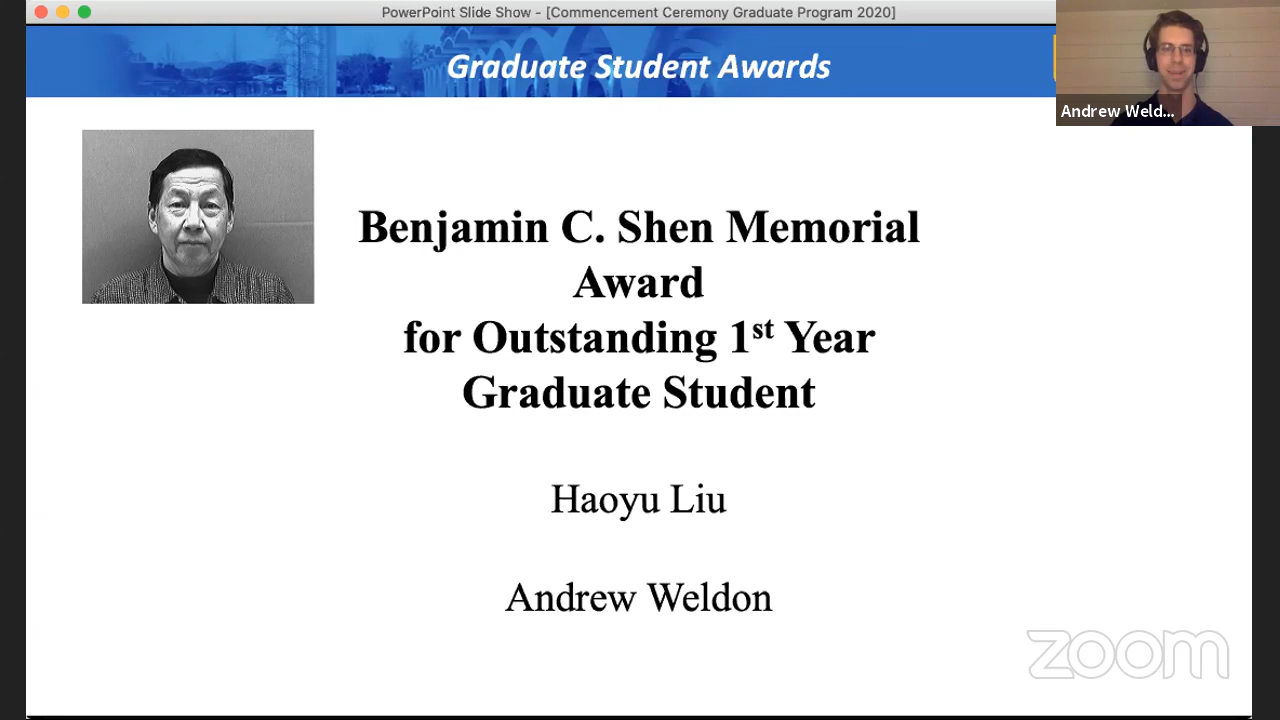 PowerPoint Slide Show - [Commencement Ceremony Graduate Program 2020]
Graduate Student Awards
Andrew Weld...
Benjamin C. Shen Memorial
Award
for Outstanding 1st Year
Graduate Student
Haoyu Liu
Andrew Weldon
zoom